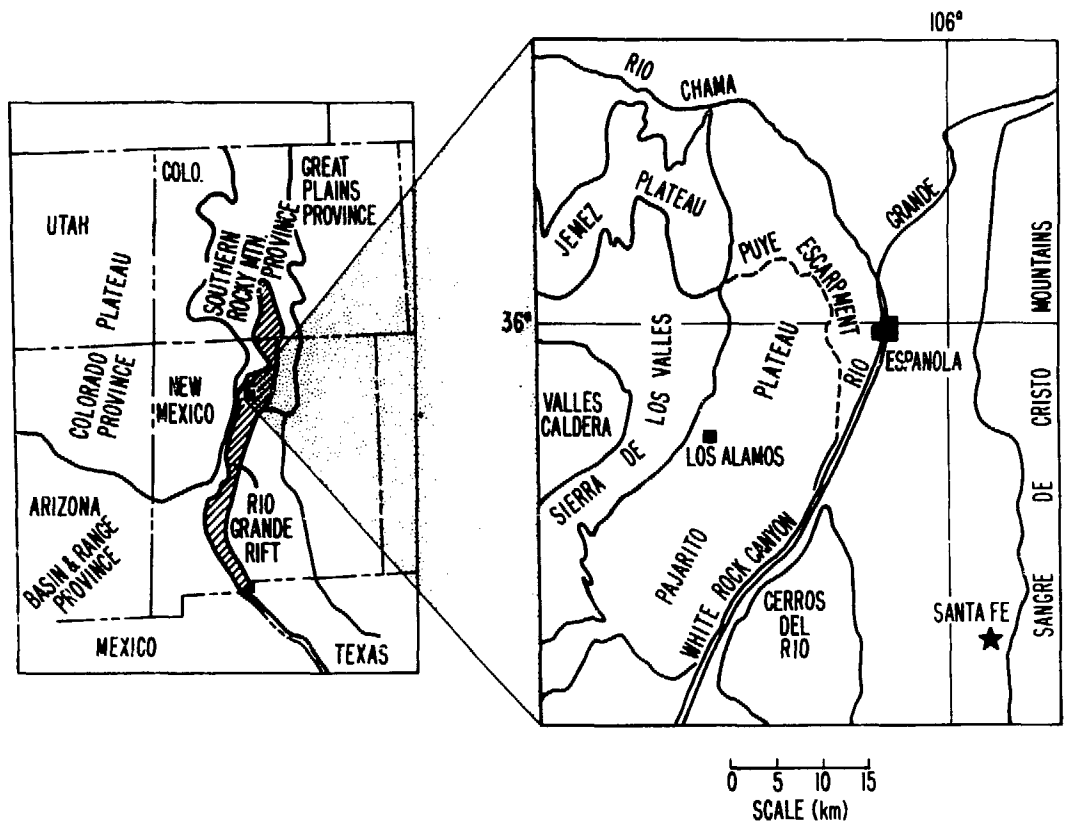 UTAH
COLO.
GREAT
PLAINS
PROVINCE
SOUTHERN
ROCKY MTN.
PROVINCE
COLORADO PLATEAU
PROVINCE
NEW
MEXICO
ARIZONA
BASIN & RANGE
PROVINCE
RIO
GRANDE
RIFT
MEXICO
TEXAS
106°
36°
RIO CHAMA
JEMEZ PLATEAU
PUYE ESCARPMENT
RIO GRANDE
ESPANOLA
VALLES
CALDERA
SIERRA DE LOS VALLES
LOS ALAMOS
PAJARITO PLATEAU
WHITE ROCK CANYON
CERROS
DEL
RIO
SANTA FE
SANGRE DE CRISTO MOUNTAINS
0 5 10 15
SCALE (km)